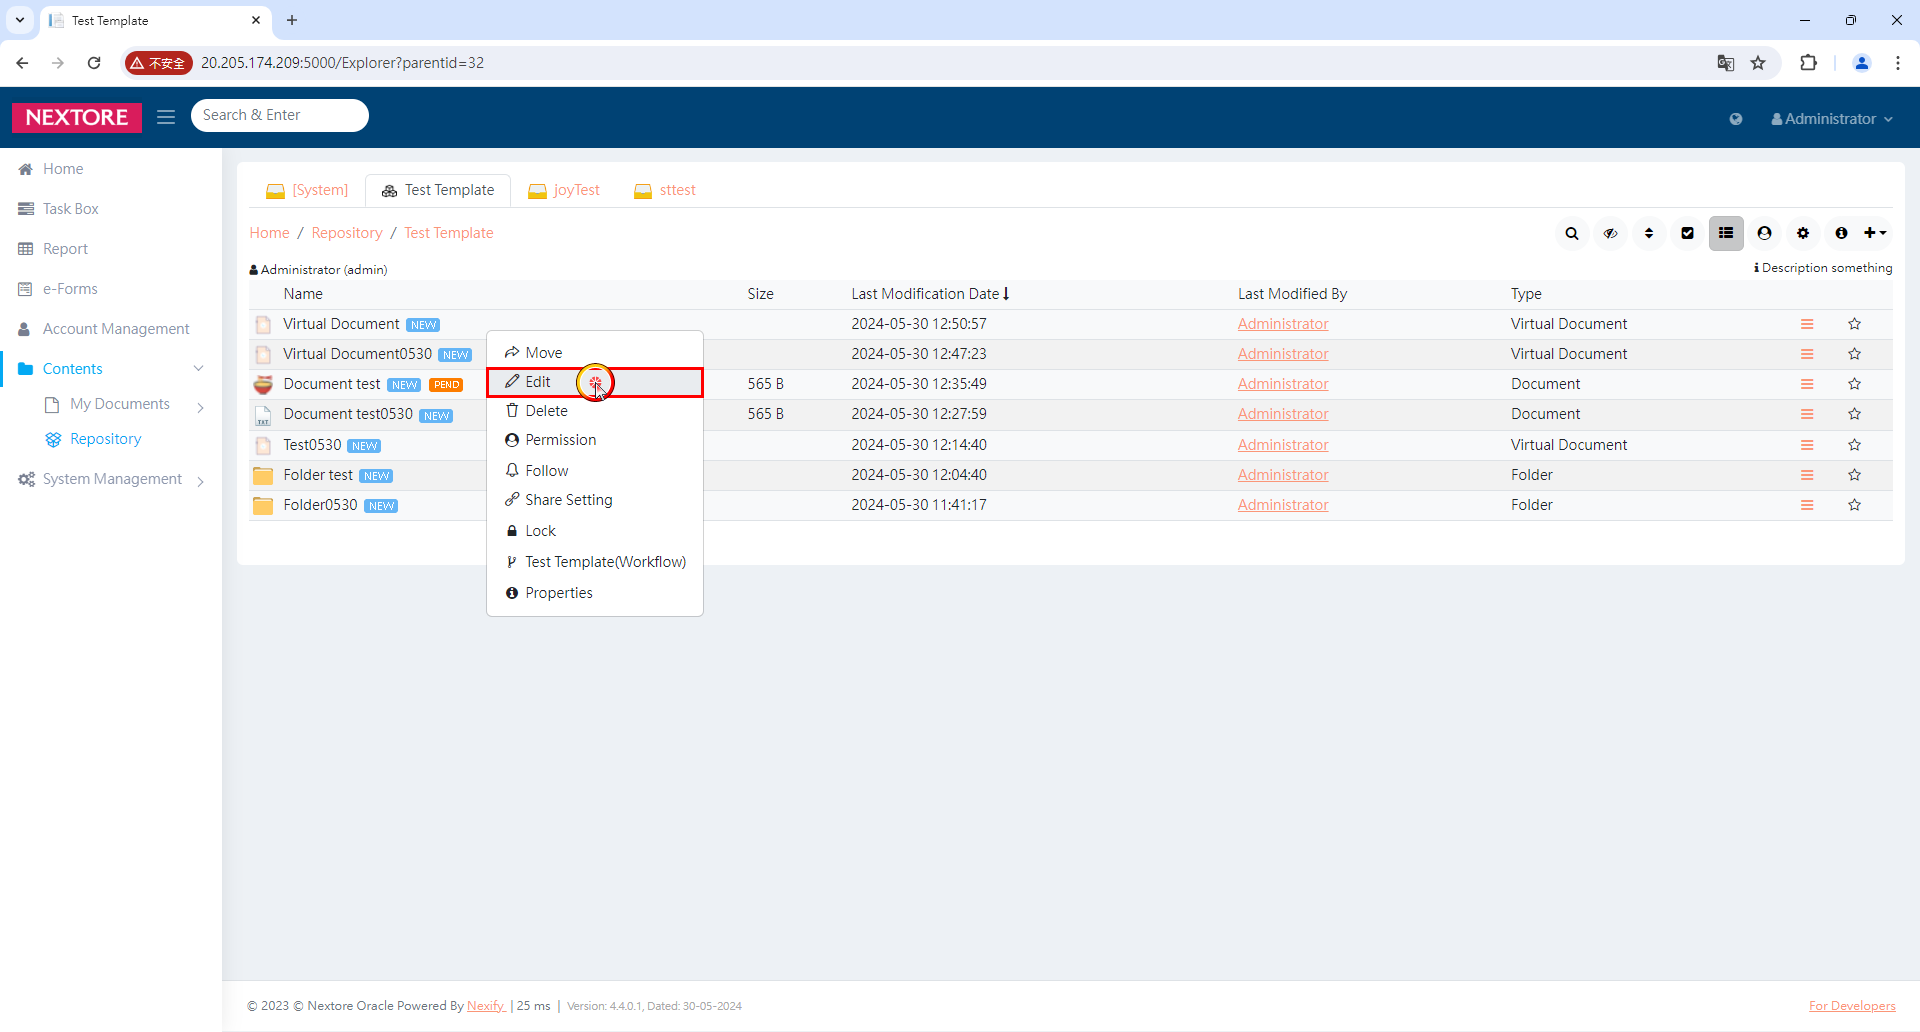 Test Template
不安全
20.205.174.209:5000/Explorer?parentid=32
NEXTORE
Search & Enter
Administrator
Home
Task Box
Report
e-Forms
Account Management
Contents
My Documents
Repository
System Management
[System]
Test Template
joyTest
sttest
Home / Repository / Test Template
Administrator (admin)
Description something
Name Size Last Modification Date Last Modified By Type
Virtual Document NEW 2024-05-30 12:50:57 Administrator Virtual Document
Virtual Document0530 NEW 2024-05-30 12:47:23 Administrator Virtual Document
Document test NEW PEND 565 B 2024-05-30 12:35:49 Administrator Document
Document test0530 NEW 565 B 2024-05-30 12:27:59 Administrator Document
TXT
Test0530 NEW 2024-05-30 12:14:40 Administrator Virtual Document
Folder test NEW 2024-05-30 12:04:40 Administrator Folder
Folder0530 NEW 2024-05-30 11:41:17 Administrator Folder
Move
Edit
Delete
Permission
Follow
Share Setting
Lock
Test Template(Workflow)
Properties
© 2023 © Nextore Oracle Powered By Nexify | 25 ms | Version: 4.4.0.1, Dated: 30-05-2024
For Developers